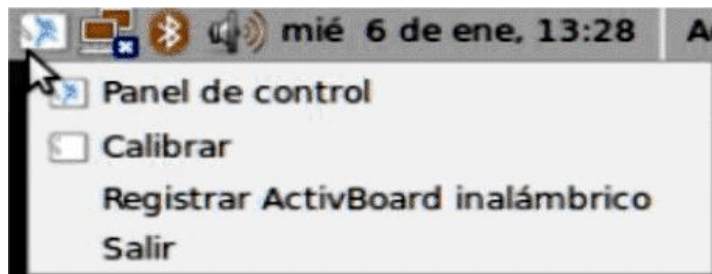 mié 6 de ene, 13:28 A
Panel de control
Calibrar
Registrar ActivBoard inalámbrico
Salir